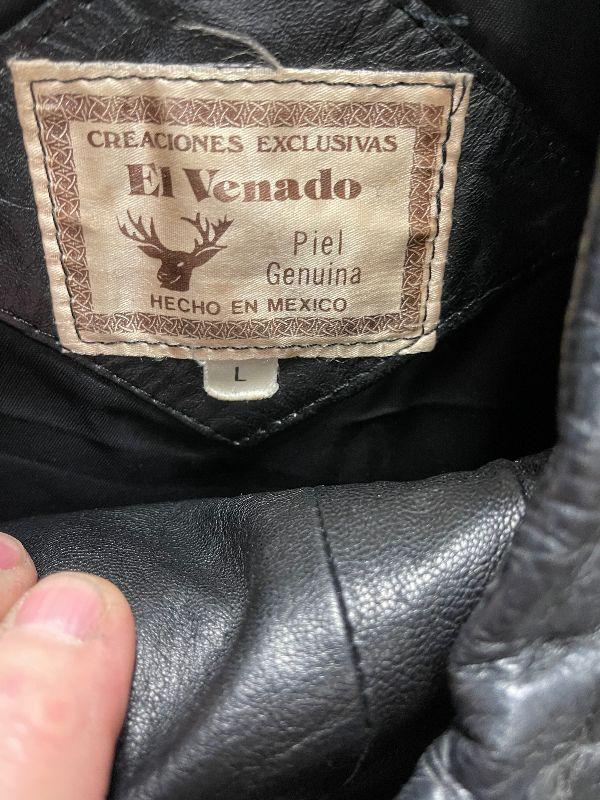 CREACIONES EXCLUSIVAS
El Venado
Piel
Genuina
HECHO EN MEXICO
L